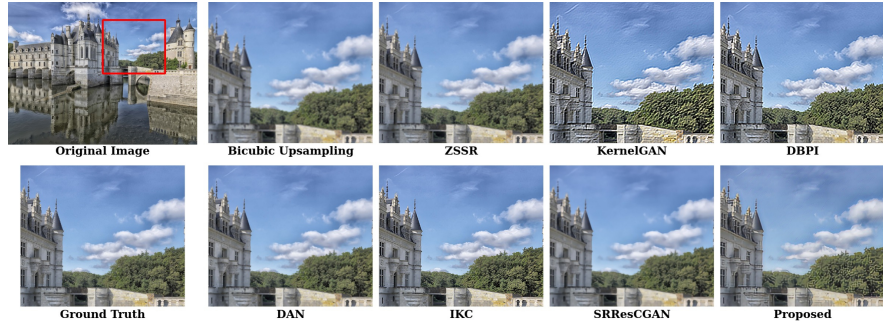 Original Image
Bicubic Upsampling
ZSSR
KernelGAN
DBPI
Ground Truth
DAN
IKC
SRResCGAN
Proposed